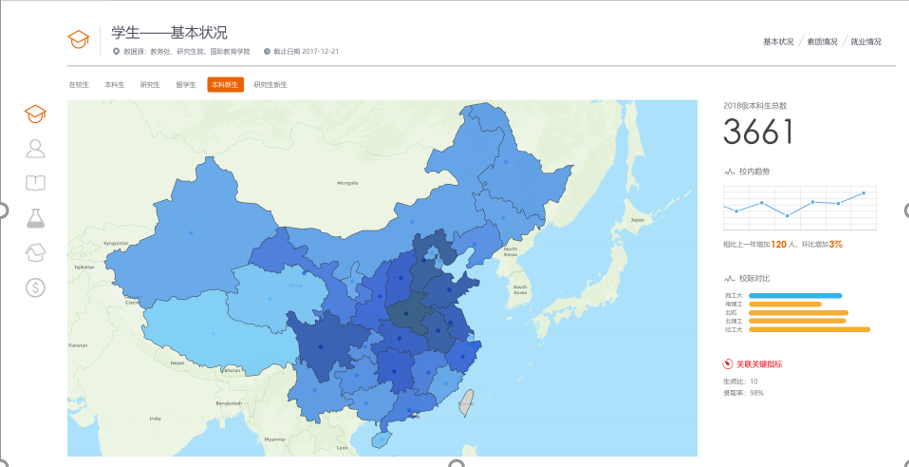 学生——基本状况
数据源：教务处、研究生院、国际教育学院 截止日期 2017-12-21
基本状况 素质情况 就业情况
在校生 本科生 研究生 留学生 本科新生 研究生新生
2018级本科生总数
3661
校内趋势
相比上一年增加120 人，环比增加3%
校际对比
西工大
南理工
北航
北理工
哈工大
关联关键指标
生师比：10
录取率：98%
Mongolia
Kyrgyzstan
Tajikistan
Pakistan
Nepal
Bhutan
Bangladesh
India
Myanmar
Laos
North
Korea
South
Korea
Japan
China